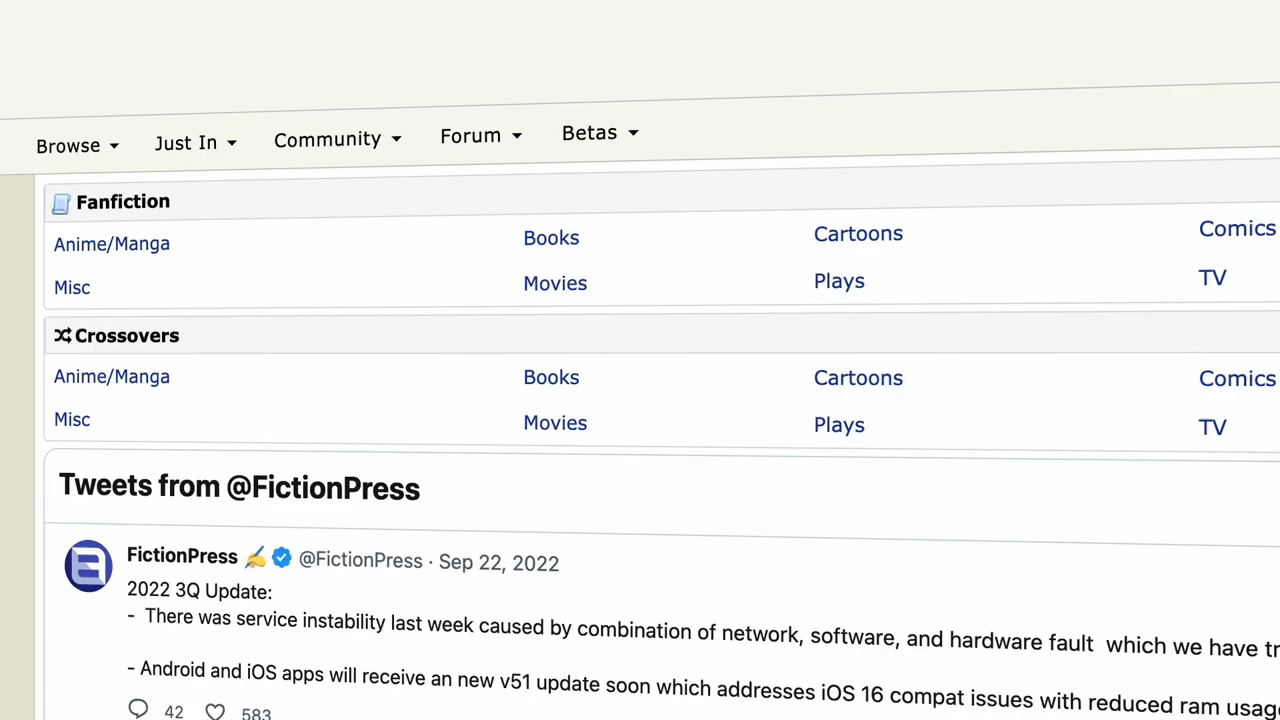 Browse Just In Community Forum Betas
Fanfiction
Anime/Manga Books Cartoons Comics
Misc Movies Plays TV
Crossovers
Anime/Manga Books Cartoons Comics
Misc Movies Plays TV
Tweets from @FictionPress
FictionPress ✍️ @FictionPress · Sep 22, 2022
2022 3Q Update:
- There was service instability last week caused by combination of network, software, and hardware fault which we have
- Android and iOS apps will receive an new v51 update soon which addresses iOS 16 compat issues with reduced ram
42 583